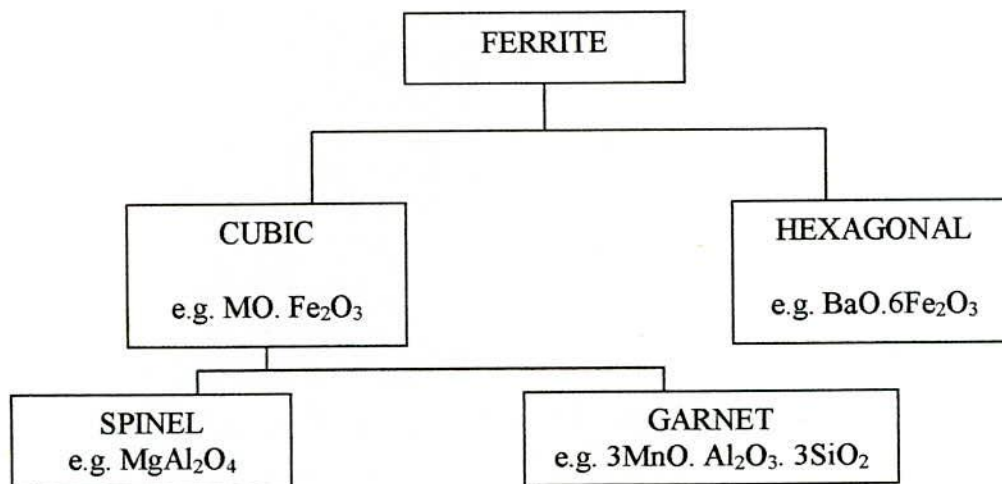 FERRITE
CUBIC
e.g. MO. Fe₂O₃
HEXAGONAL
e.g. BaO.6Fe₂O₃
SPINEL
e.g. MgAl₂O₄
GARNET
e.g. 3MnO. Al₂O₃. 3SiO₂